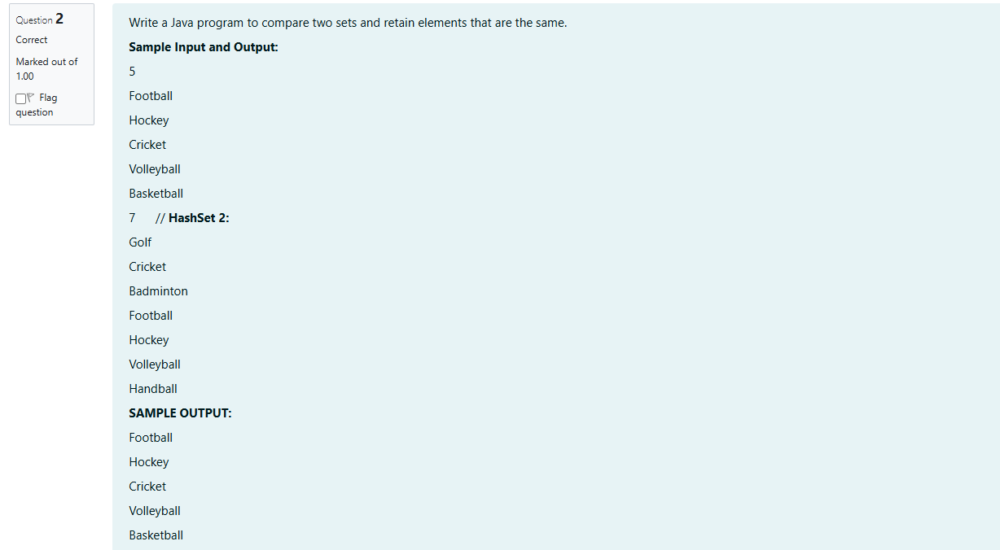 Question 2
Correct
Marked out of
1.00
Flag
question
Write a Java program to compare two sets and retain elements that are the same.
Sample Input and Output:
5
Football
Hockey
Cricket
Volleyball
Basketball
7 // HashSet 2:
Golf
Cricket
Badminton
Football
Hockey
Volleyball
Handball
SAMPLE OUTPUT:
Football
Hockey
Cricket
Volleyball
Basketball